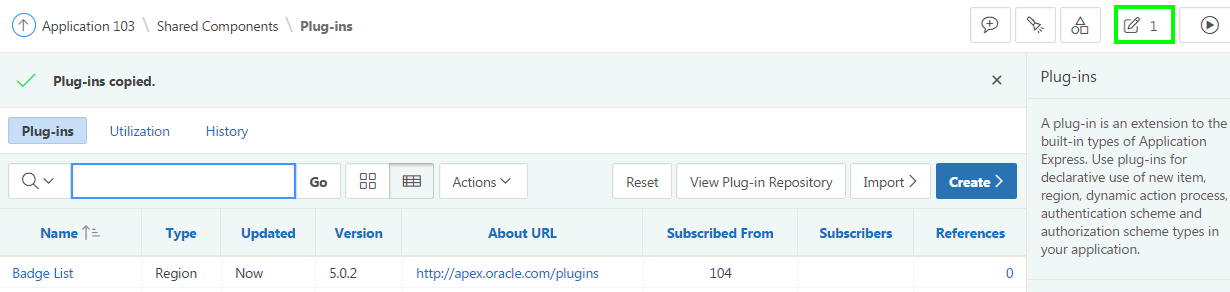 Application 103 \ Shared Components \ Plug-ins
1
Plug-ins copied.
Plug-ins Utilization History
Go Actions Reset View Plug-in Repository Import > Create >
Name Type Updated Version About URL Subscribed From Subscribers References
Badge List Region Now 5.0.2 http://apex.oracle.com/plugins 104 0
Plug-ins
A plug-in is an extension to the
built-in types of Application
Express. Use plug-ins for
declarative use of new item,
region, dynamic action process,
authentication scheme and
authorization scheme types in
your application.